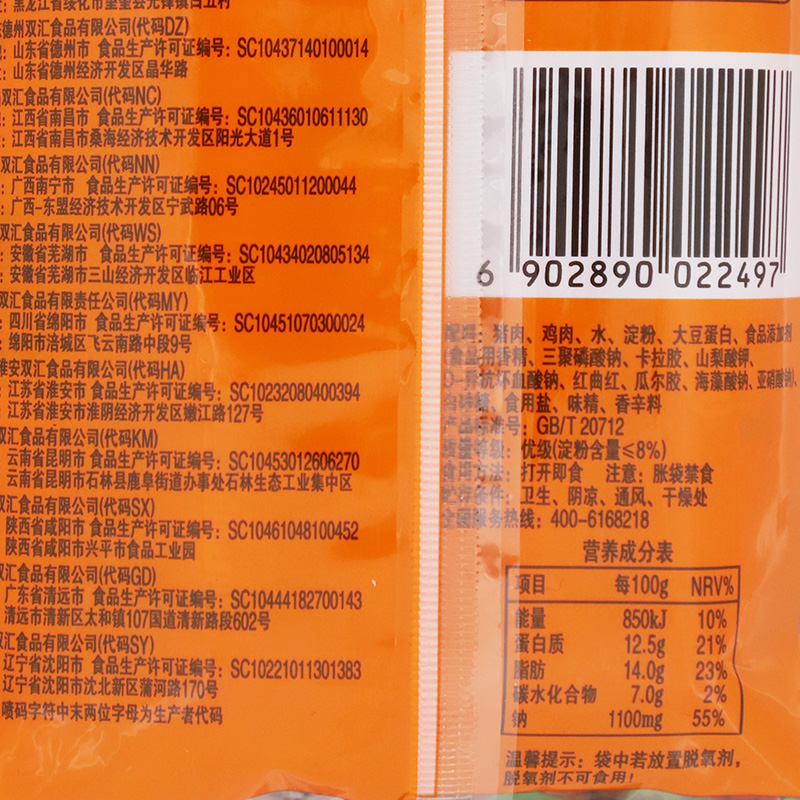 黑龙江省绥化市望奎县先锋镇白五村
德州双汇食品有限公司(代码DZ)
山东省德州市 食品生产许可证编号：SC10437140100014
山东省德州经济开发区晶华路
双汇食品有限公司(代码NC)
江西省南昌市 食品生产许可证编号：SC10436010611130
江西省南昌市桑海经济技术开发区阳光大道1号
双汇食品有限公司(代码NN)
广西南宁市 食品生产许可证编号：SC10245011200044
广西-东盟经济技术开发区宁武路06号
双汇食品有限公司(代码WS)
安徽省芜湖市 食品生产许可证编号：SC10434020805134
安徽省芜湖市三山经济开发区临江工业区
双汇食品有限责任公司(代码MY)
四川省绵阳市 食品生产许可证编号：SC10451070300024
绵阳市涪城区飞云南路中段9号
淮安双汇食品有限公司(代码HA)
江苏省淮安市 食品生产许可证编号：SC10232080400394
江苏省淮安市淮阴经济开发区嫩江路127号
双汇食品有限公司(代码KM)
云南省昆明市 食品生产许可证编号：SC10453012606270
云南省昆明市石林县鹿阜街道办事处石林生态工业集中区
双汇食品有限公司(代码SX)
陕西省咸阳市 食品生产许可证编号：SC10461048100452
陕西省咸阳市兴平市食品工业园
双汇食品有限公司(代码GD)
广东省清远市 食品生产许可证编号：SC10444182700143
清远市清新区太和镇107国道清新路段602号
双汇食品有限公司(代码SY)
辽宁省沈阳市 食品生产许可证编号：SC10221011301383
辽宁省沈阳市沈北新区蒲河路170号
喷码字符中末两位字母为生产者代码
6 902890 022497
配料：猪肉、鸡肉、水、淀粉、大豆蛋白、食品添加剂
(食品用香精、三聚磷酸钠、卡拉胶、山梨酸钾、
D-异抗坏血酸钠、红曲红、瓜尔胶、海藻酸钠、亚硝酸钠)、
白砂糖、食用盐、味精、香辛料
产品标准号：GB/T 20712
质量等级：优级(淀粉含量≤8%)
食用方法：打开即食 注意：胀袋禁食
贮存条件：卫生、阴凉、通风、干燥处
全国服务热线：400-6168218
营养成分表
项目 每100g NRV%
能量 850kJ 10%
蛋白质 12.5g 21%
脂肪 14.0g 23%
碳水化合物 7.0g 2%
钠 1100mg 55%
温馨提示：袋中若放置脱氧剂，
脱氧剂不可食用！